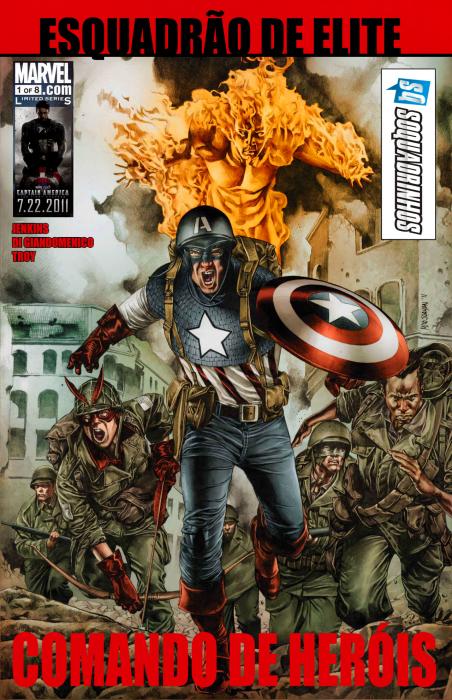 ESQUADRÃO DE ELITE
MARVEL
1 OF 8 .COM
LIMITED SERIES
CAPTAIN AMERICA
7.22.2011
JENKINS
DI GIANDOMENICO
TROY
SQ SQUADRINHOS
A
COMANDO DE HERÓIS